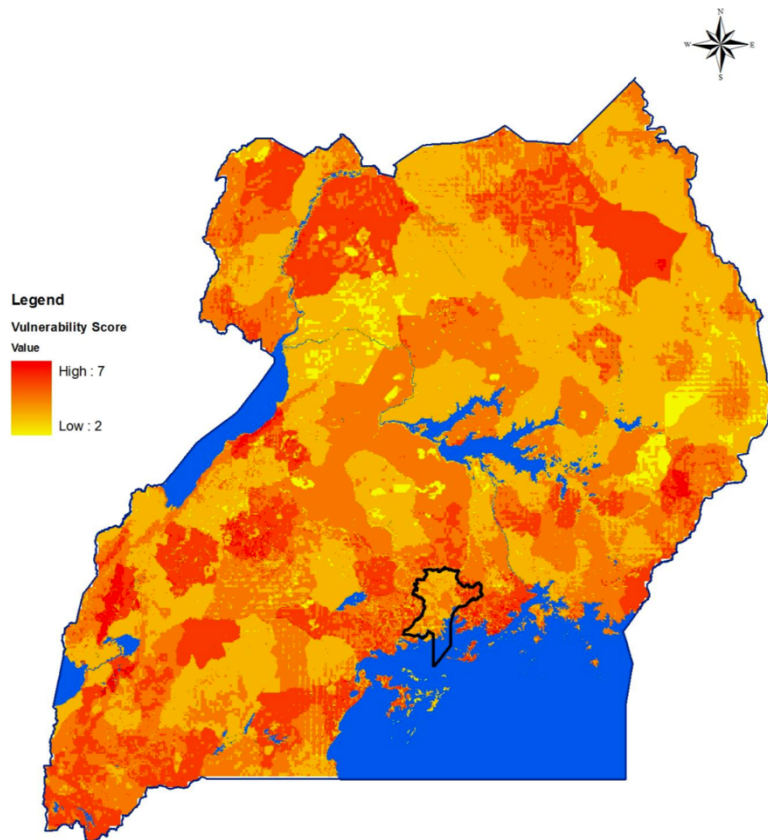 N
W E
S
Legend
Vulnerability Score
Value
High : 7
Low : 2